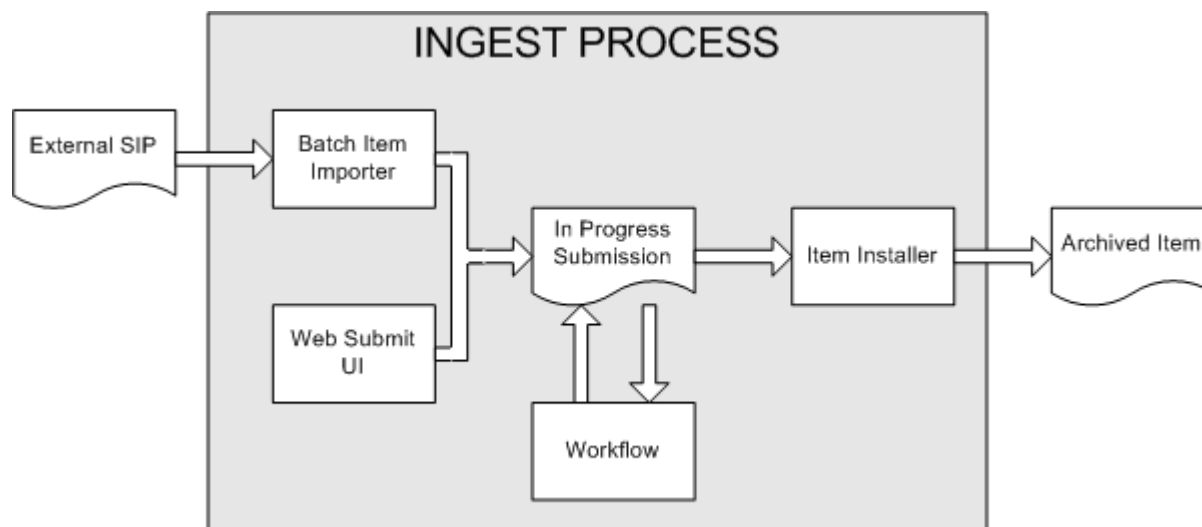 INGEST PROCESS
External SIP
Batch Item
Importer
In Progress
Submission
Item Installer
Archived Item
Web Submit
UI
Workflow